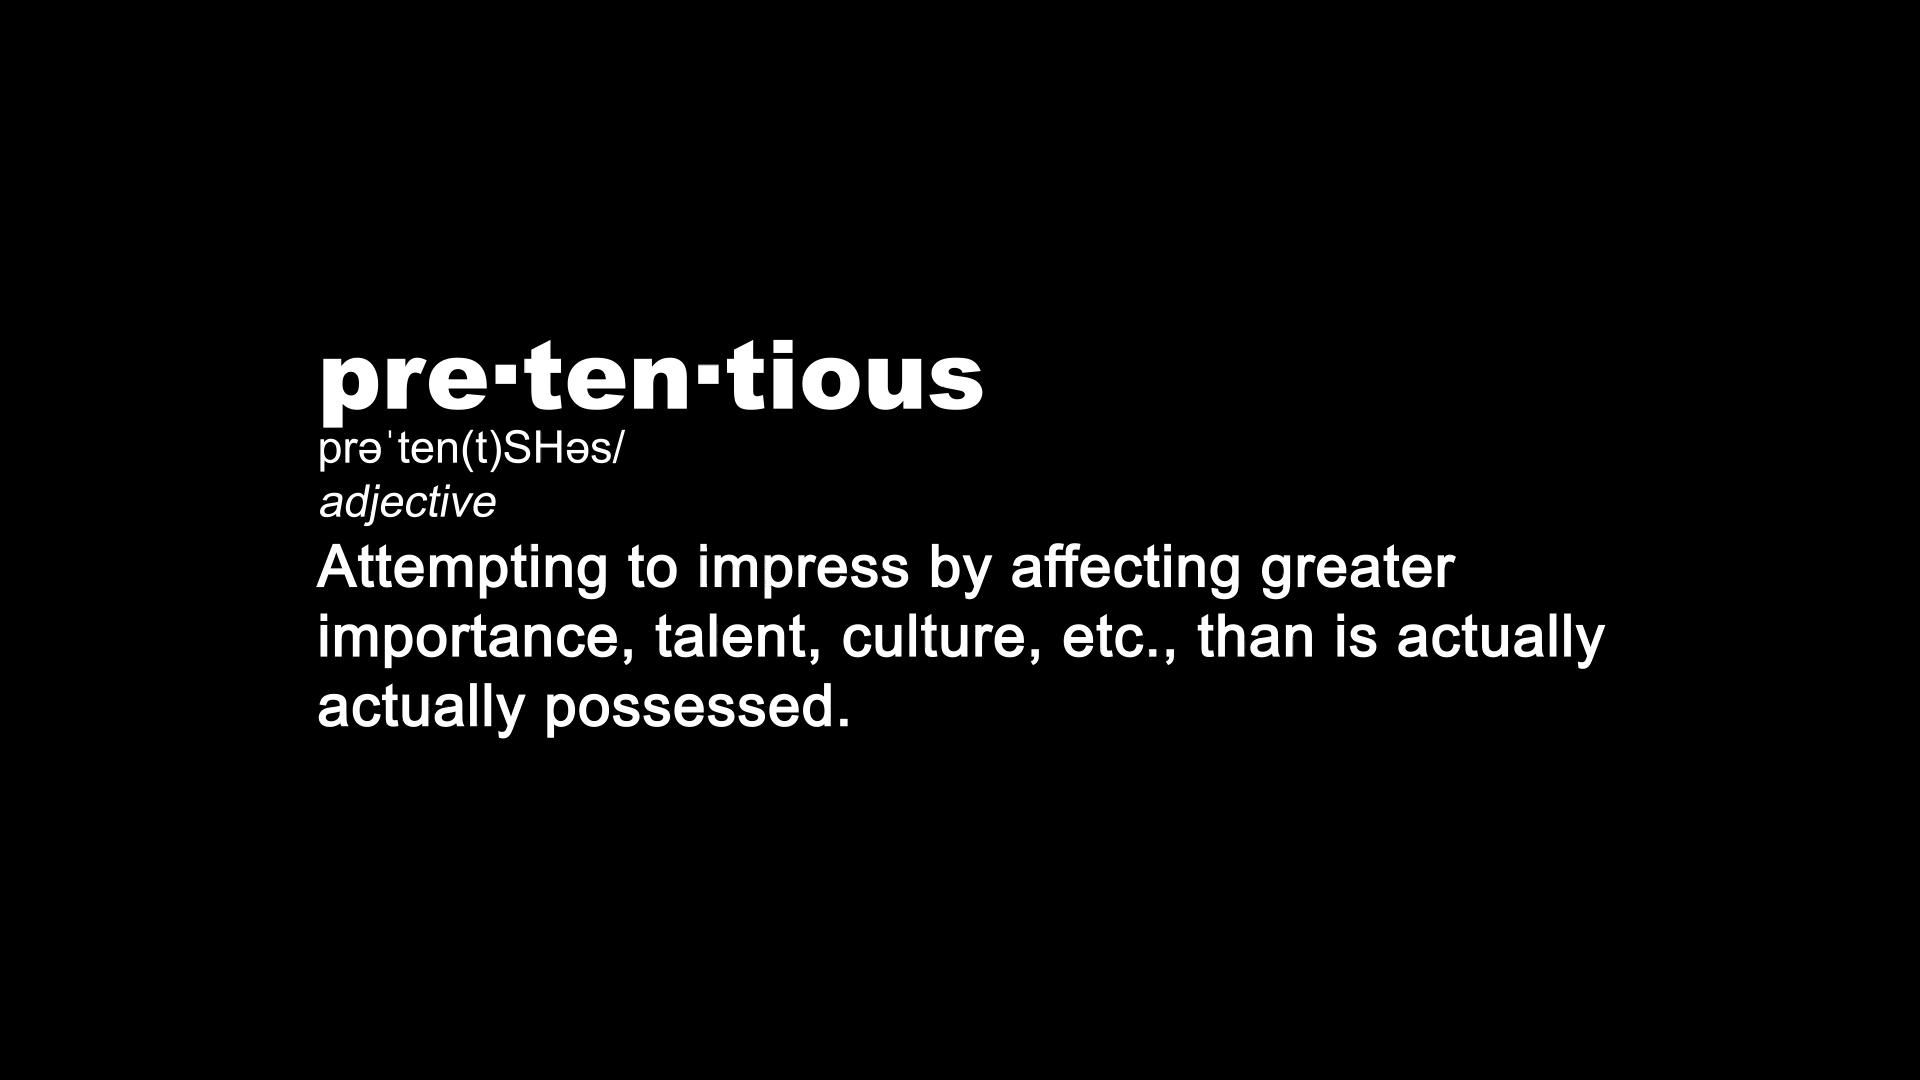 pre·ten·tious
prəˈten(t)SHəs/
adjective
Attempting to impress by affecting greater
importance, talent, culture, etc., than is actually
actually possessed.